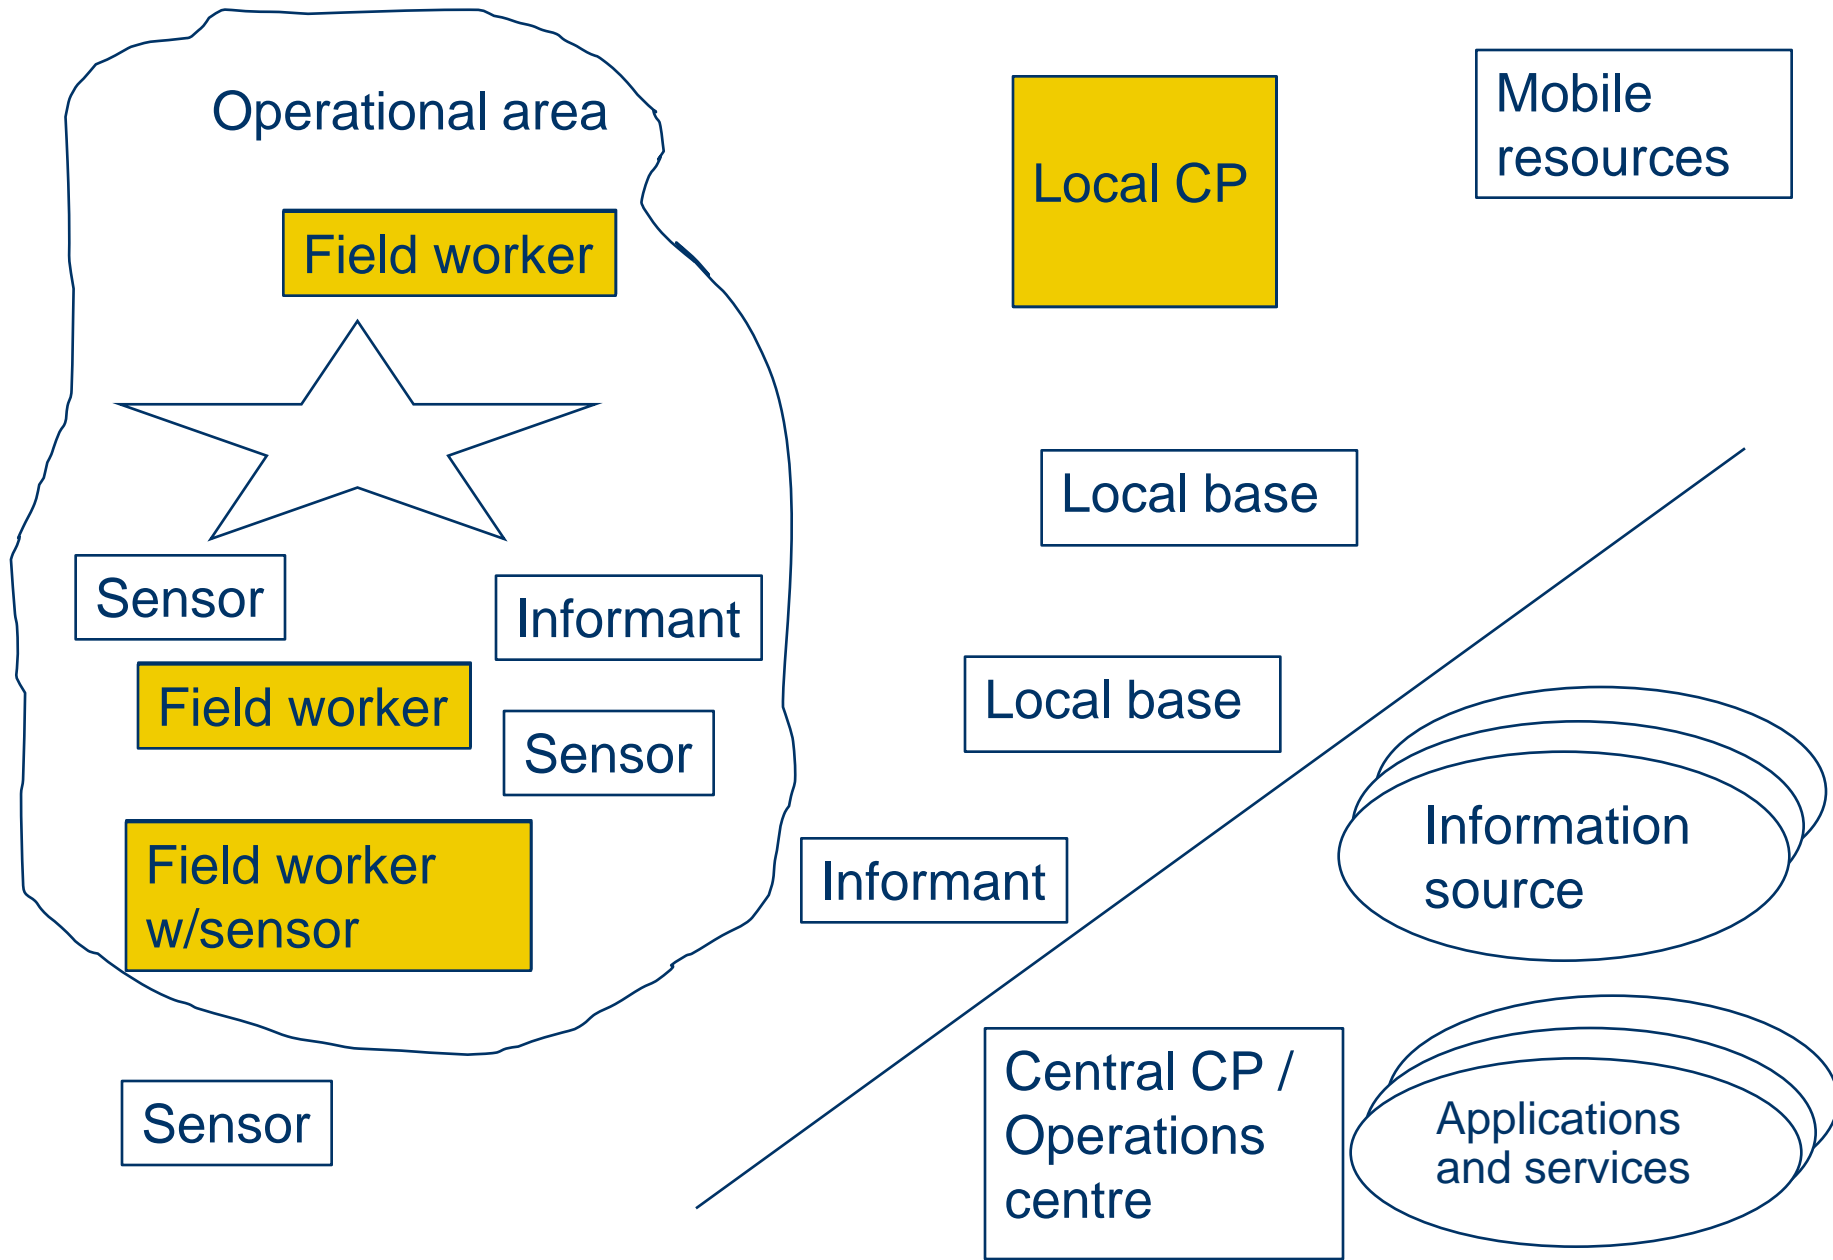 Operational area
Field worker
Sensor
Informant
Field worker
Sensor
Field worker
w/sensor
Sensor
Local CP
Mobile
resources
Local base
Local base
Informant
Information
source
Central CP /
Operations
centre
Applications
and services